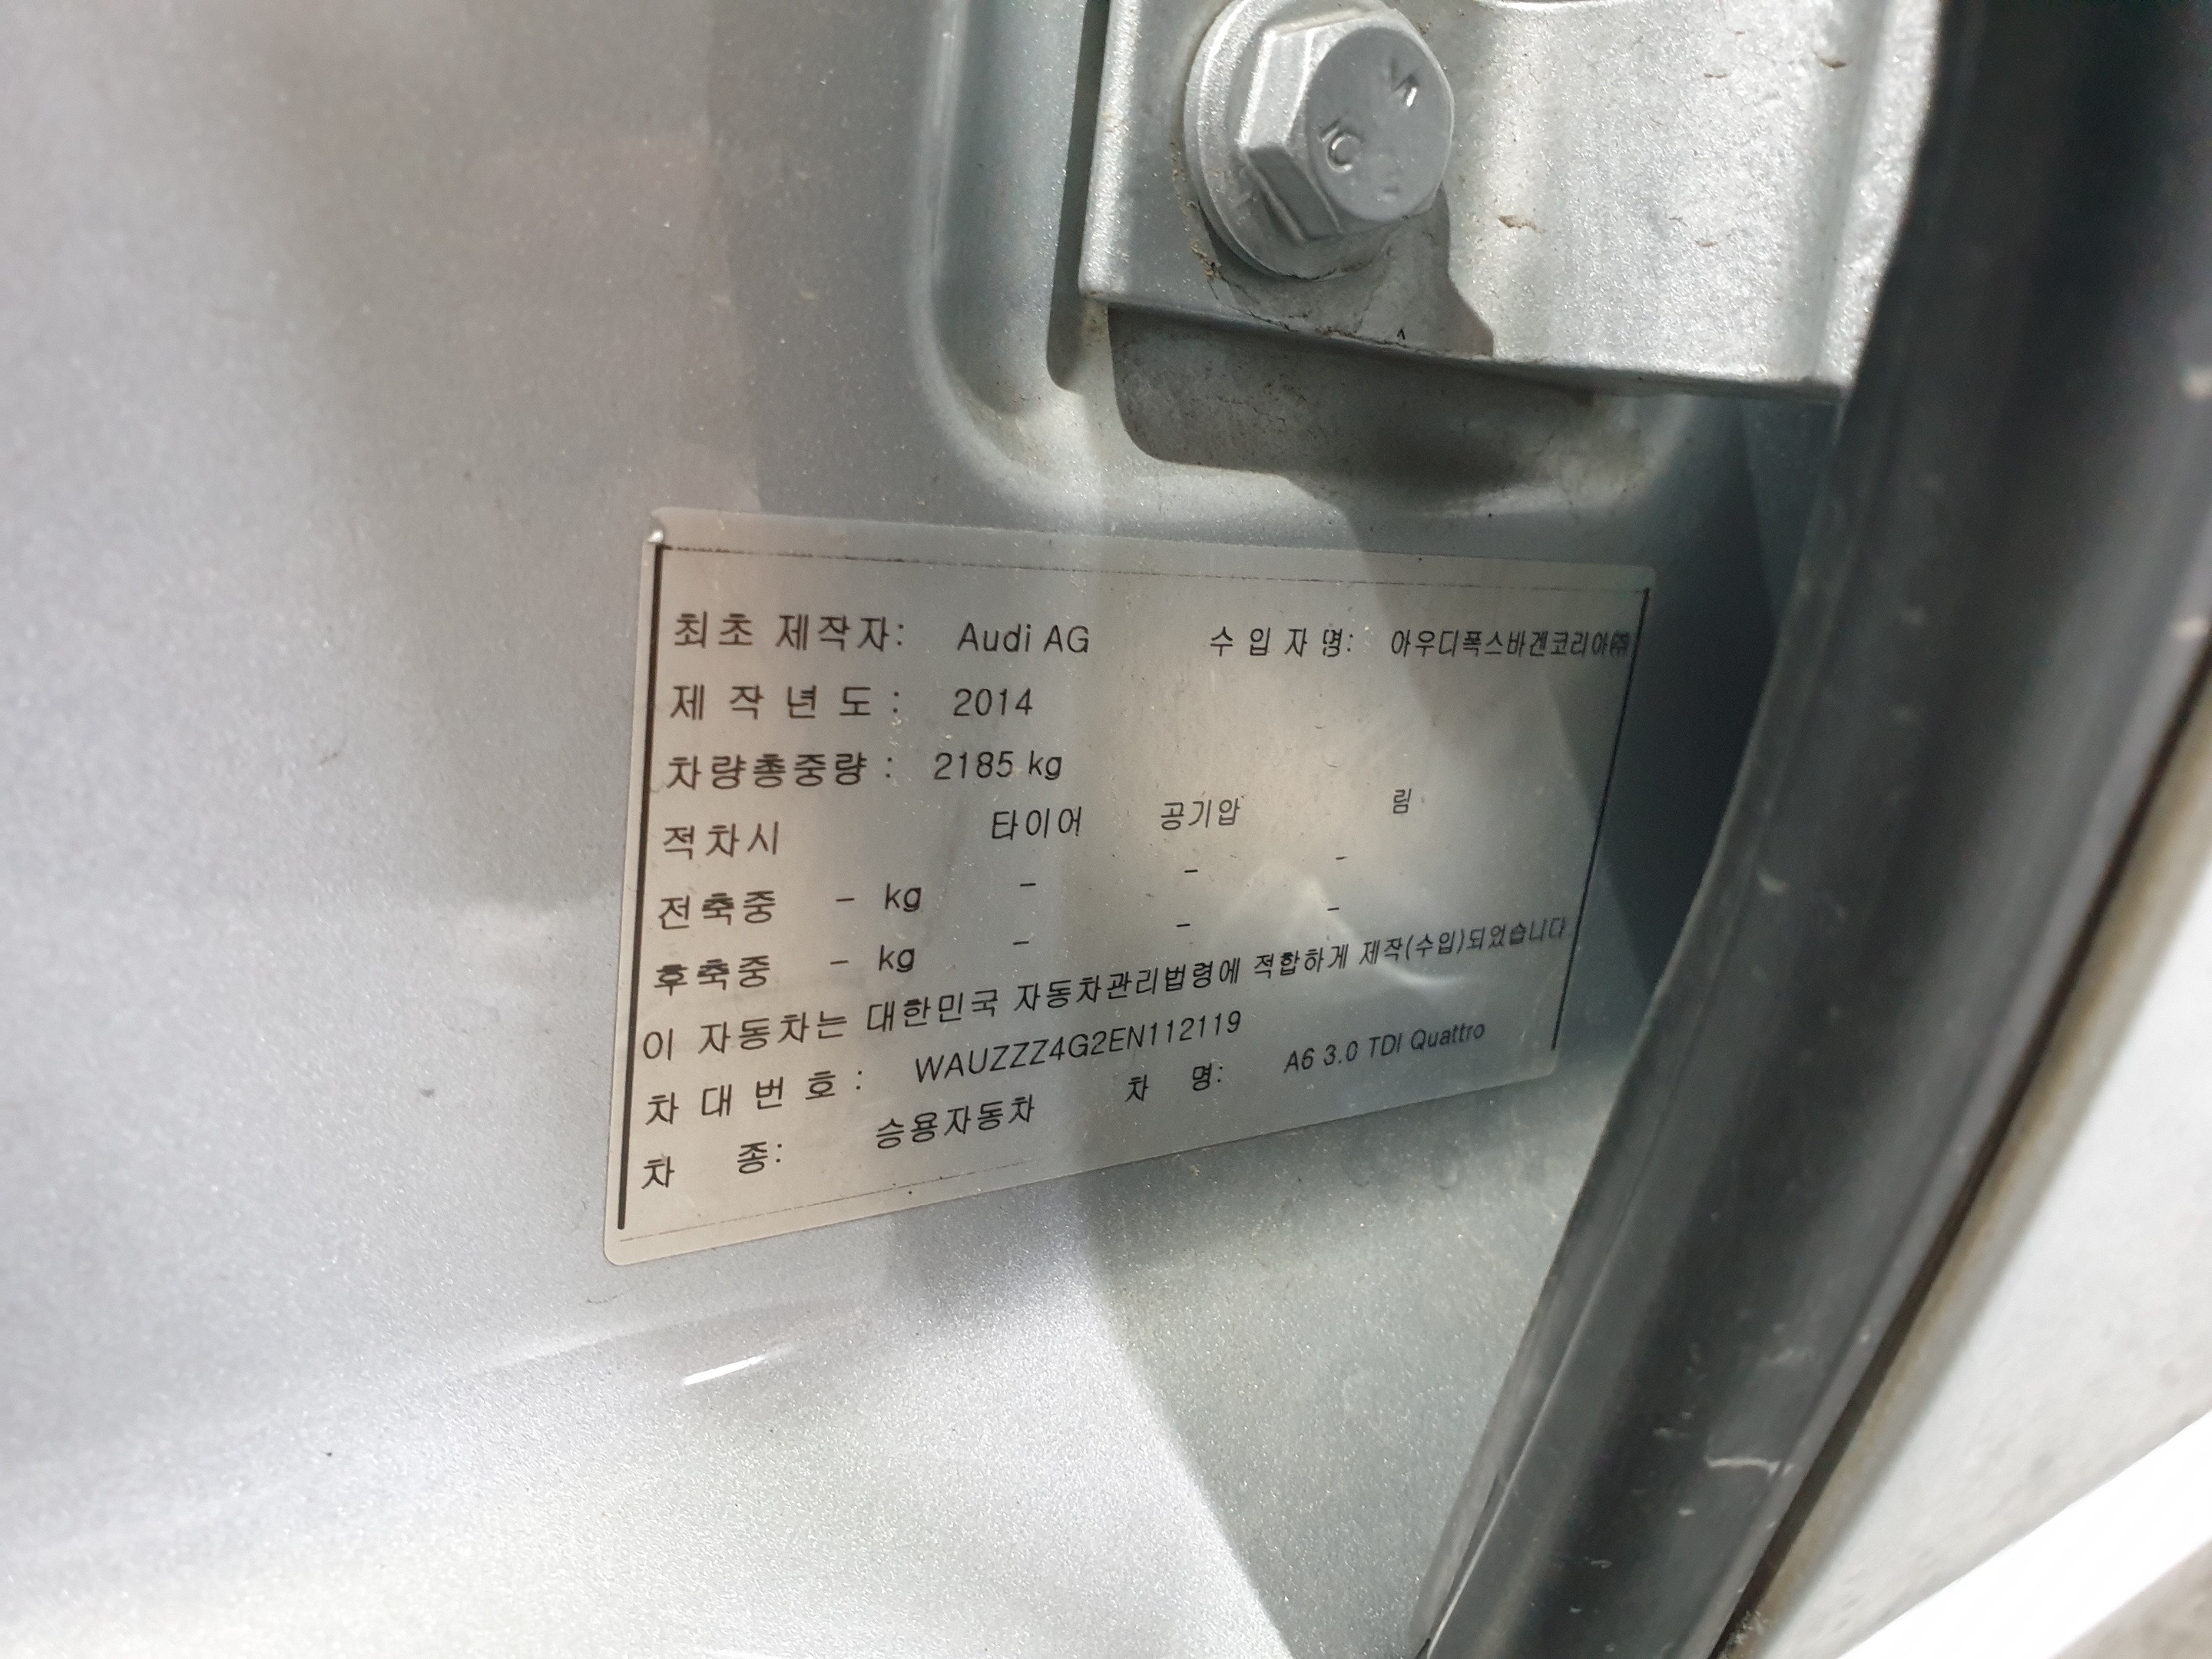 최초 제작자: Audi AG 수 입 자 명: 아우디폭스바겐코리아㈜
제 작 년 도 : 2014
차량총중량 : 2185 kg
적차시 타이어 공기압 림
전축중 - kg - - -
후축중 - kg - - -
이 자동차는 대한민국 자동차관리법령에 적합하게 제작(수입)되었습니다
차 대 번 호 : WAUZZZ4G2EN112119
차 종: 승용자동차 차 명: A6 3.0 TDI Quattro